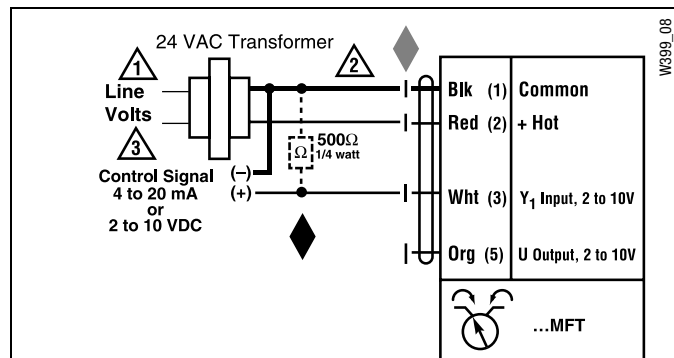 W399_08
24 VAC Transformer
1
2
Line
Volts
Blk (1) Common
Red (2) + Hot
3
500Ω
Ω
1/4 watt
Control Signal (–)
4 to 20 mA (+)
or
2 to 10 VDC
Wht (3) Y₁ Input, 2 to 10V
Org (5) U Output, 2 to 10V
...MFT